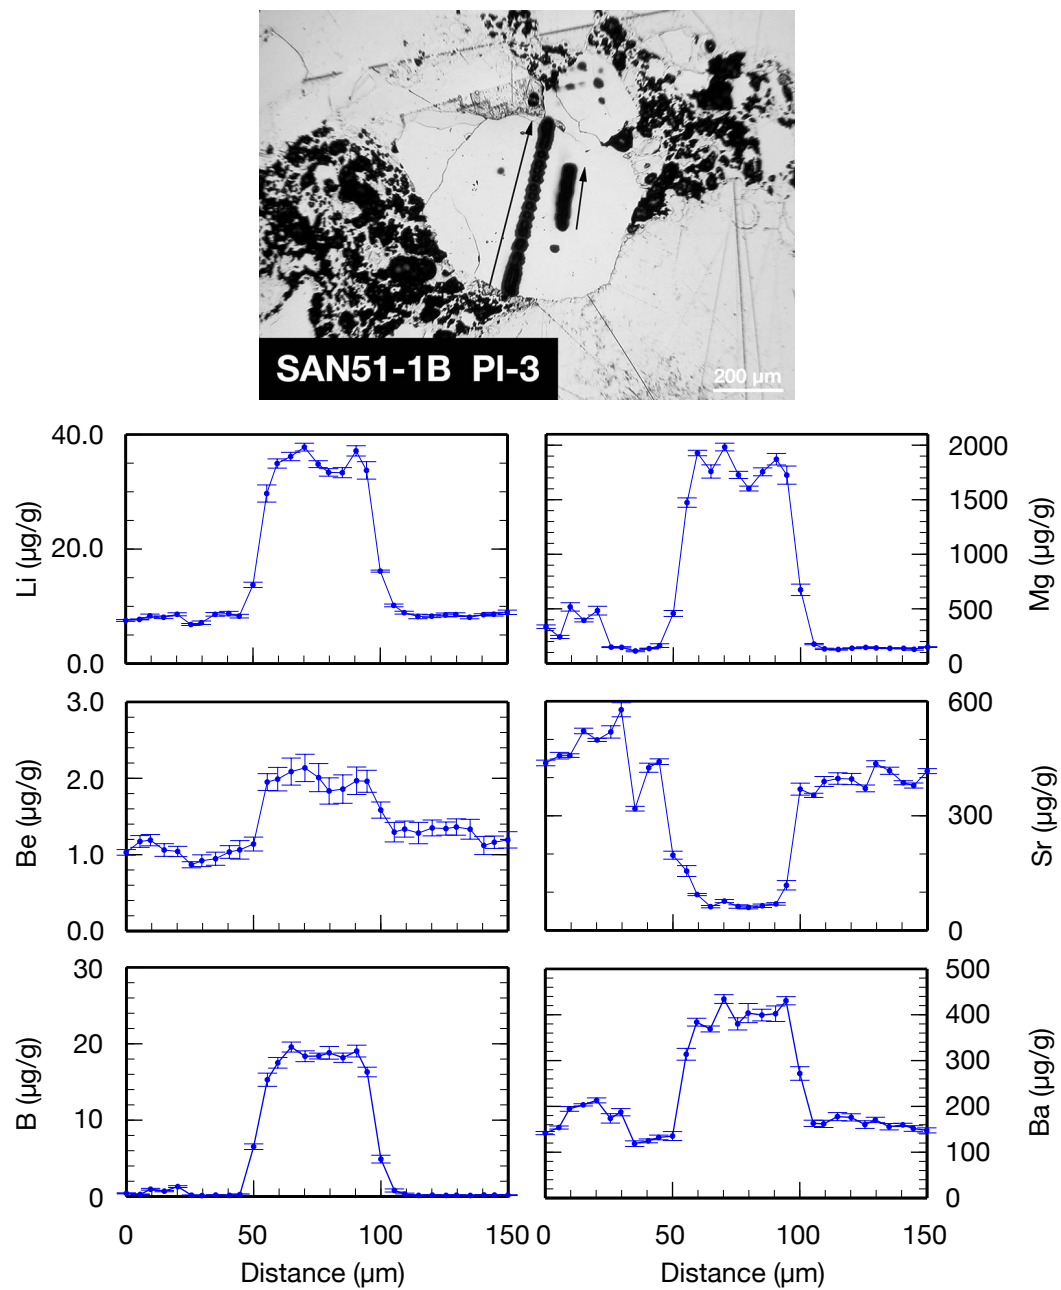 SAN51-1B PI-3
200 µm
40.0
20.0
0.0
Li (µg/g)
2000
1500
1000
500
0
Mg (µg/g)
3.0
2.0
1.0
0.0
Be (µg/g)
600
300
0
Sr (µg/g)
30
20
10
0
B (µg/g)
500
400
300
200
100
0
Ba (µg/g)
0 50 100 150
0 50 100 150
Distance (µm)
Distance (µm)